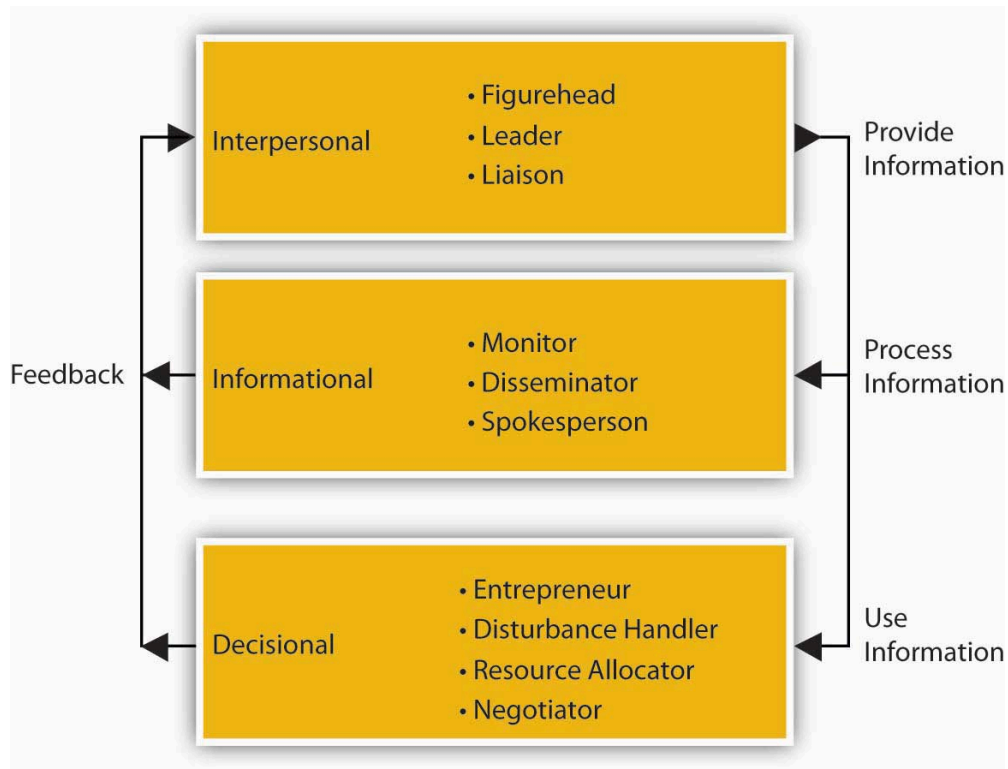 • Figurehead
Interpersonal
• Leader
• Liaison
Provide
Information
Feedback
Informational
• Monitor
• Disseminator
• Spokesperson
Process
Information
Decisional
• Entrepreneur
• Disturbance Handler
• Resource Allocator
• Negotiator
Use
Information